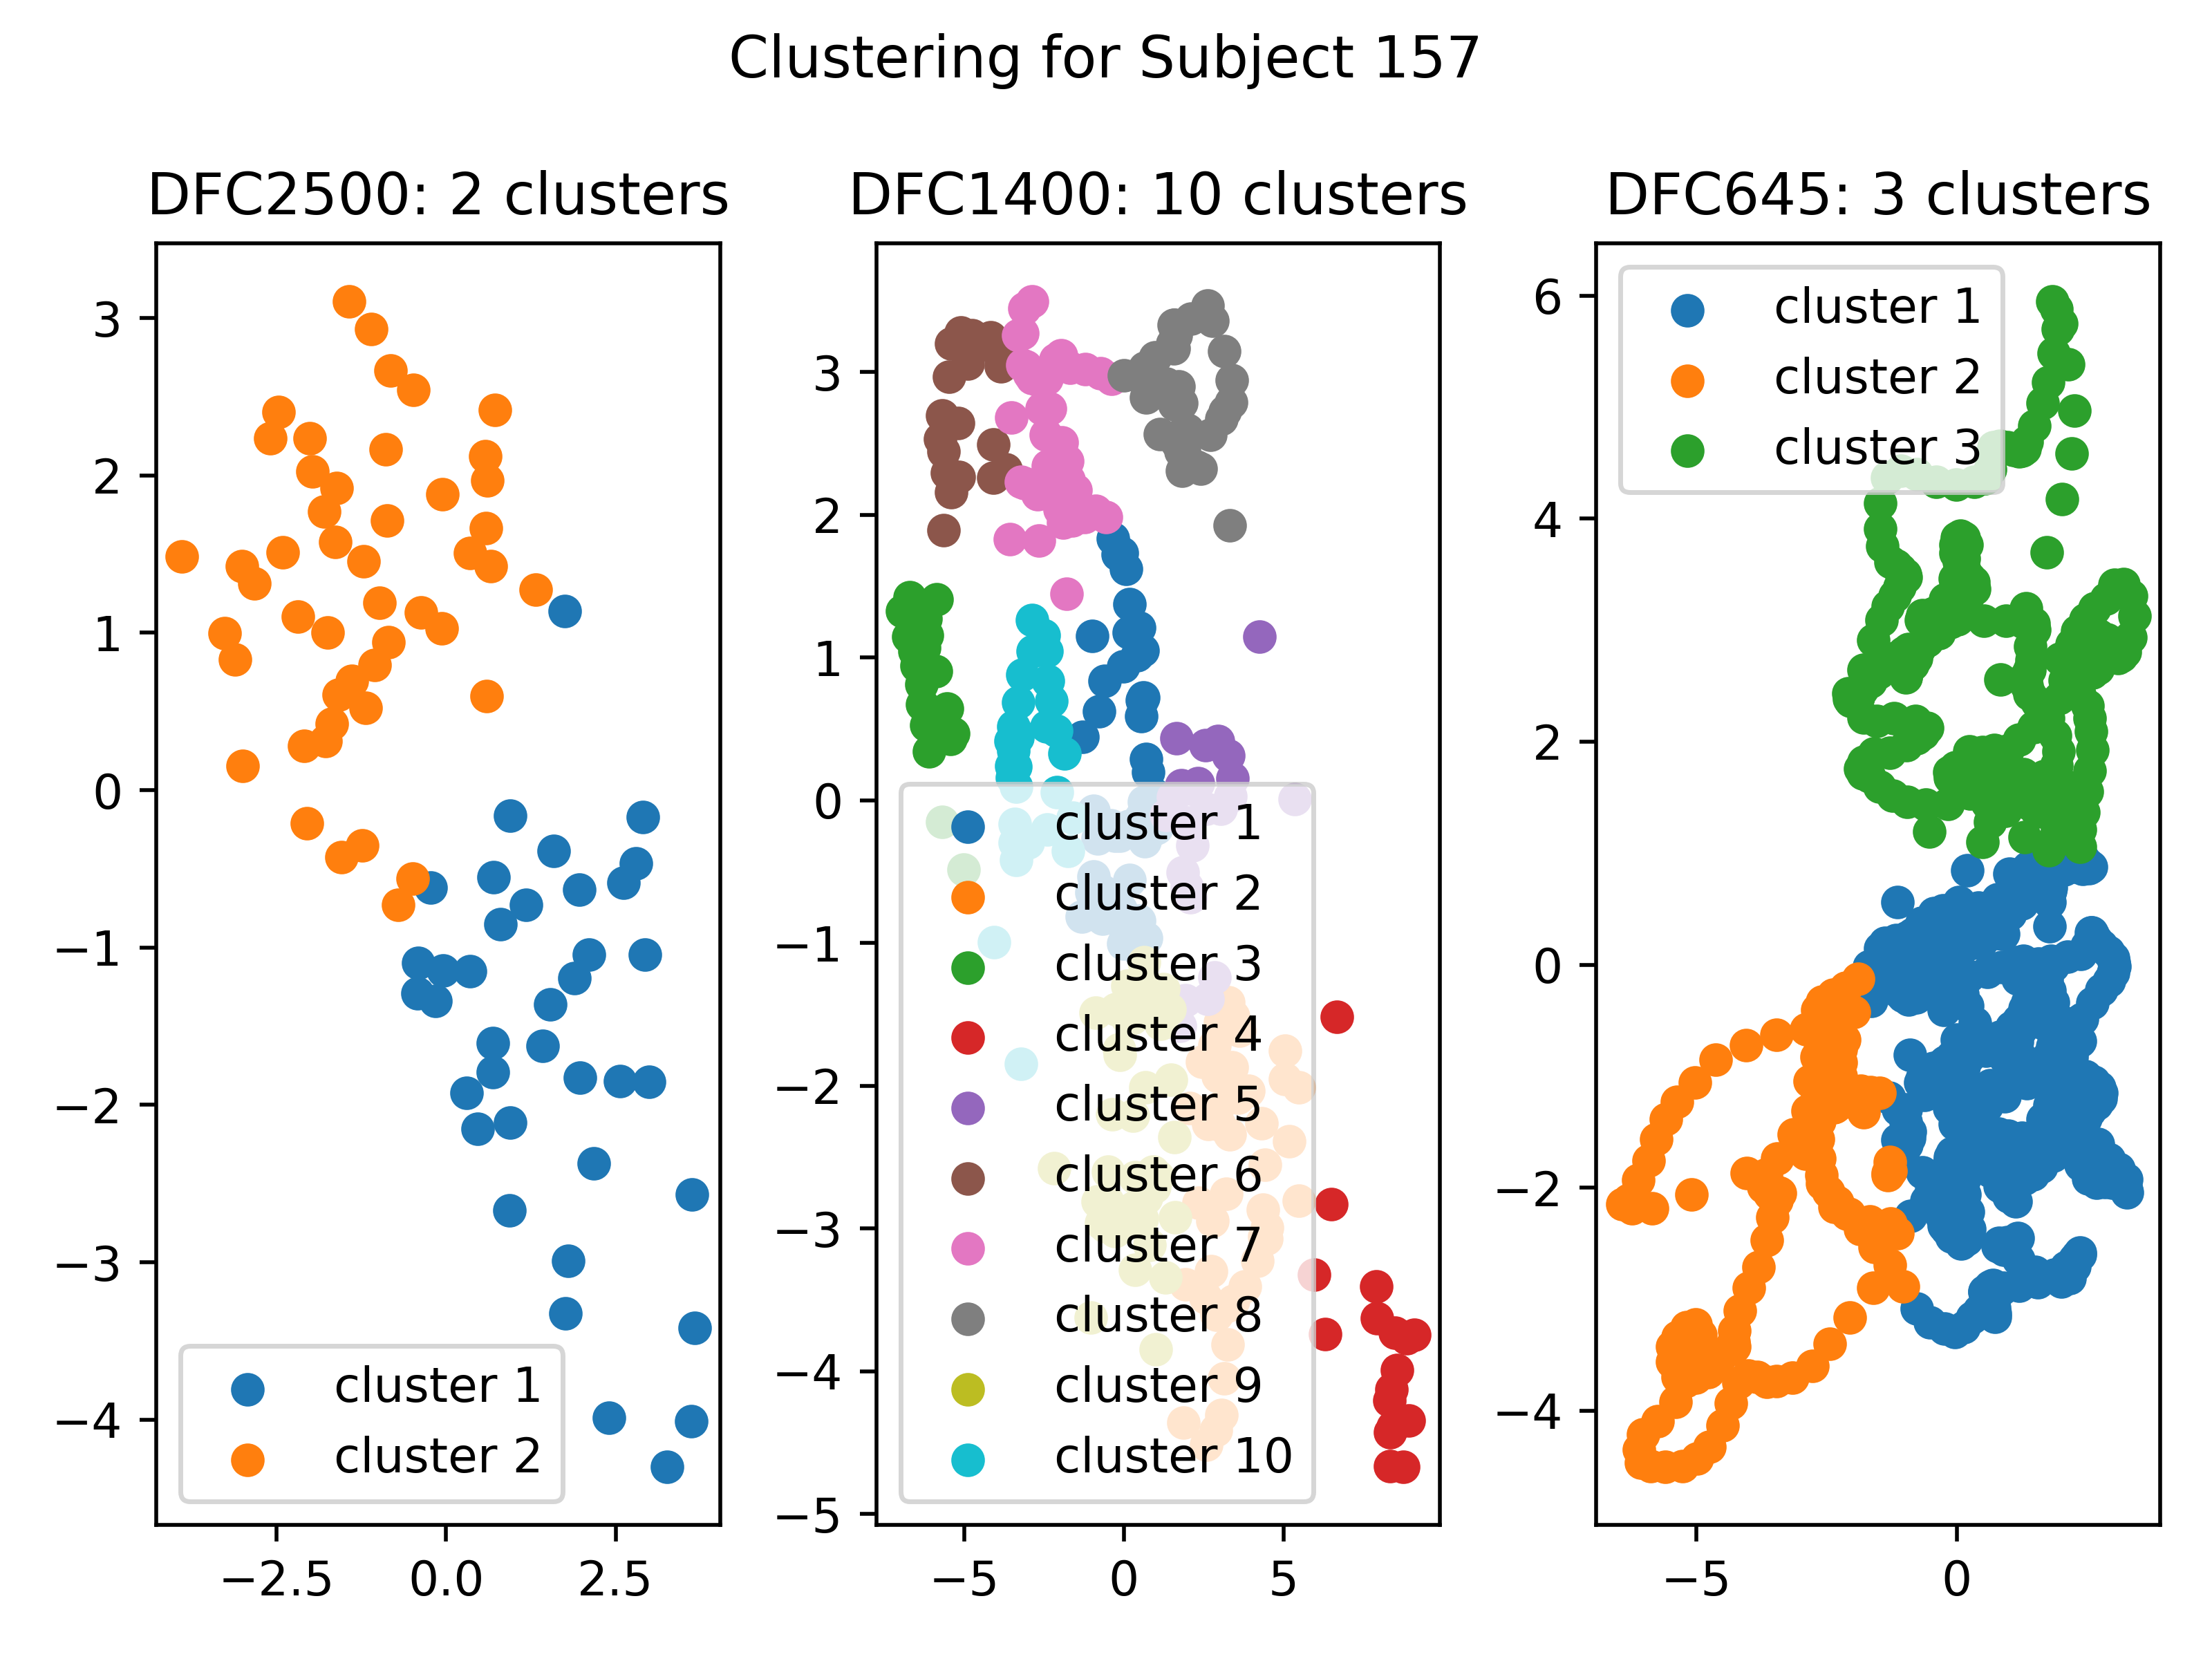 Clustering for Subject 157
DFC2500: 2 clusters
3
2
1
0
−1
−2
−3
−4
cluster 1
cluster 2
−2.5
0.0
2.5
DFC1400: 10 clusters
3
2
1
0
−1
−2
−3
−4
−5
cluster 1
cluster 2
cluster 3
cluster 4
cluster 5
cluster 6
cluster 7
cluster 8
cluster 9
cluster 10
−5
0
5
DFC645: 3 clusters
6
4
2
0
−2
−4
cluster 1
cluster 2
cluster 3
−5
0